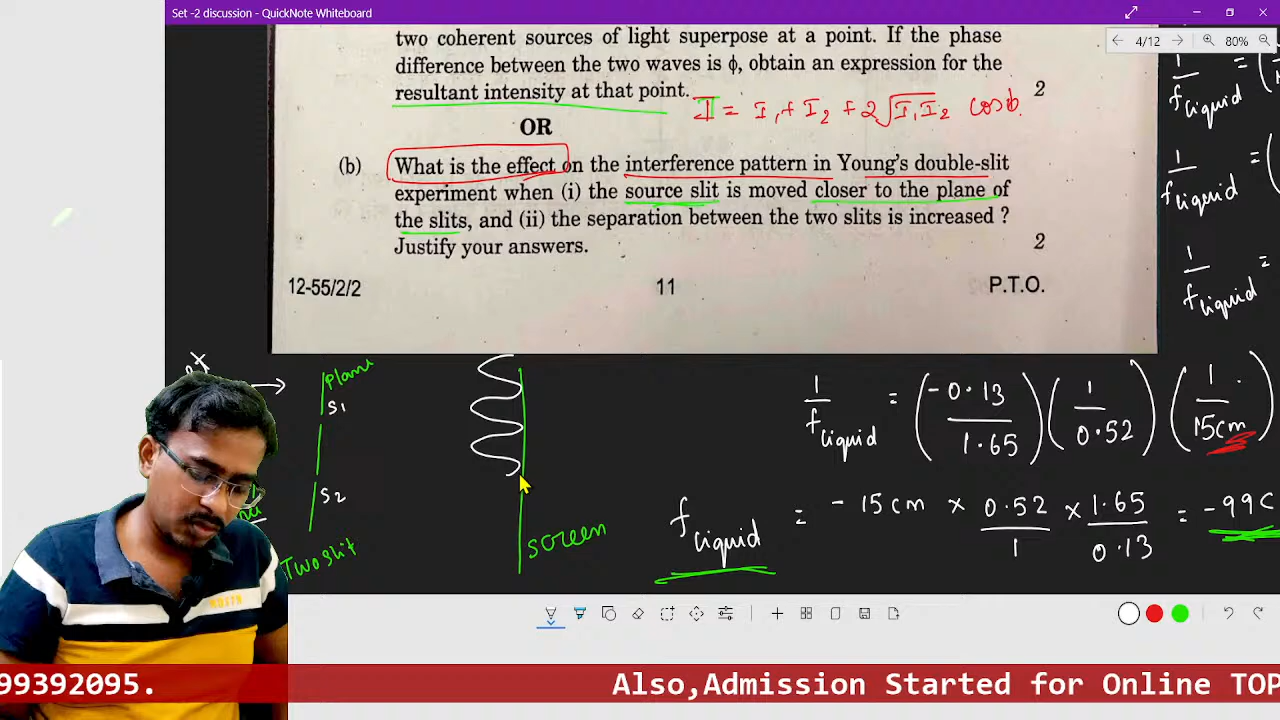 Set -2 discussion - QuickNote Whiteboard
4/12
80%
two coherent sources of light superpose at a point. If the phase
difference between the two waves is ϕ, obtain an expression for the
resultant intensity at that point. 2
I = I₁ + I₂ + 2√I₁I₂ cosϕ
OR
(b) What is the effect on the interference pattern in Young's double-slit
experiment when (i) the source slit is moved closer to the plane of
the slits, and (ii) the separation between the two slits is increased ?
Justify your answers. 2
12-55/2/2 11 P.T.O.
1/f liquid = (
1/f liquid = (
1/f liquid =
Plane
S1
S2
Two slit
screen
1/f liquid = (-0.13/1.65) (1/0.52) (1/15cm)
f liquid = -15cm × 0.52/1 × 1.65/0.13 = -99c
99392095.
Also,Admission Started for Online TOP